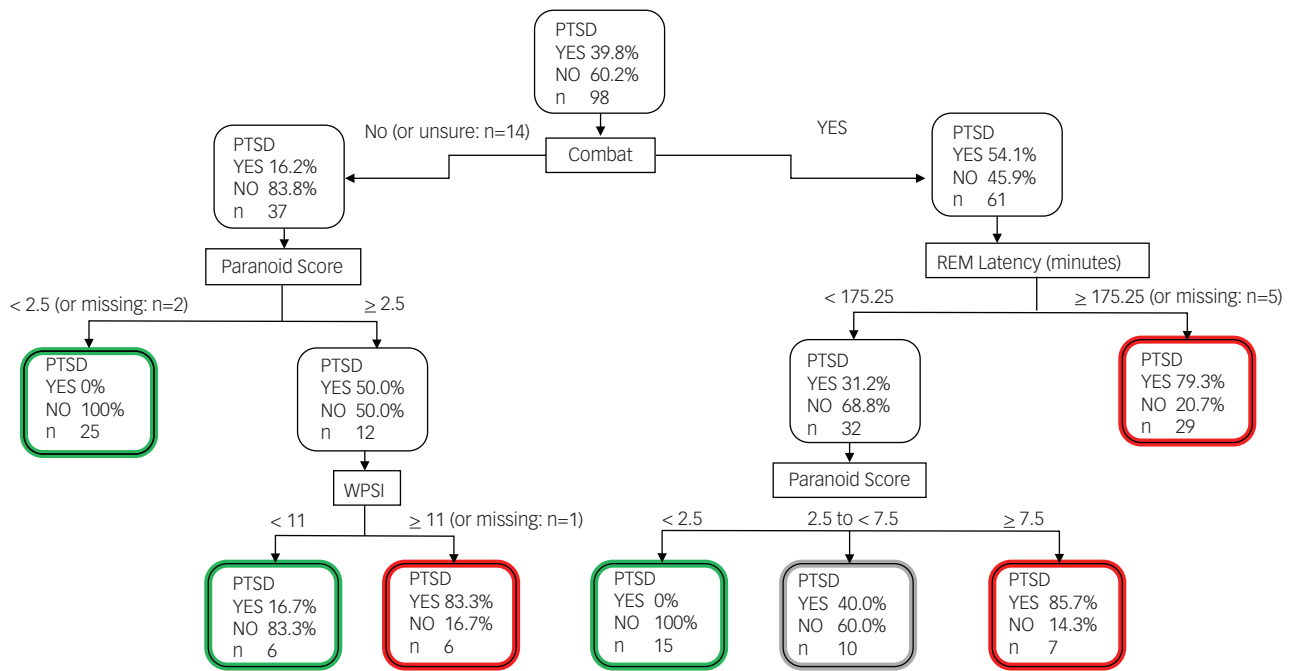 PTSD
YES 39.8%
NO 60.2%
n 98
No (or unsure: n=14)
YES
Combat
PTSD
YES 16.2%
NO 83.8%
n 37
PTSD
YES 54.1%
NO 45.9%
n 61
Paranoid Score
REM Latency (minutes)
< 2.5 (or missing: n=2)
≥ 2.5
< 175.25
≥ 175.25 (or missing: n=5)
PTSD
YES 0%
NO 100%
n 25
PTSD
YES 50.0%
NO 50.0%
n 12
PTSD
YES 31.2%
NO 68.8%
n 32
PTSD
YES 79.3%
NO 20.7%
n 29
WPSI
Paranoid Score
< 11
≥ 11 (or missing: n=1)
< 2.5
2.5 to < 7.5
≥ 7.5
PTSD
YES 16.7%
NO 83.3%
n 6
PTSD
YES 83.3%
NO 16.7%
n 6
PTSD
YES 0%
NO 100%
n 15
PTSD
YES 40.0%
NO 60.0%
n 10
PTSD
YES 85.7%
NO 14.3%
n 7